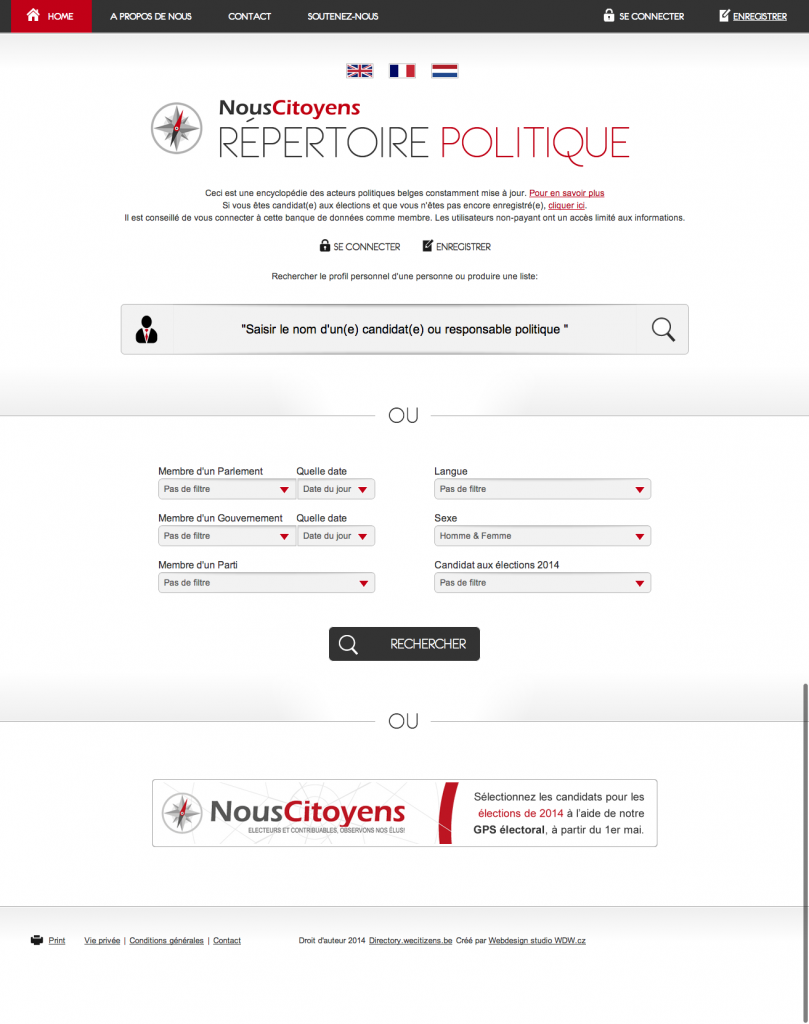 HOME A PROPOS DE NOUS CONTACT SOUTENEZ-NOUS SE CONNECTER ENREGISTRER
NousCitoyens
RÉPERTOIRE POLITIQUE
Ceci est une encyclopédie des acteurs politiques belges constamment mise à jour. Pour en savoir plus
Si vous êtes candidat(e) aux élections et que vous n'êtes pas encore enregistré(e), cliquer ici.
Il est conseillé de vous connecter à cette banque de données comme membre. Les utilisateurs non-payant ont un accès limité aux informations.
SE CONNECTER ENREGISTRER
Rechercher le profil personnel d'une personne ou produire une liste:
"Saisir le nom d'un(e) candidat(e) ou responsable politique "
OU
Membre d'un Parlement Quelle date Langue
Pas de filtre Date du jour Pas de filtre
Membre d'un Gouvernement Quelle date Sexe
Pas de filtre Date du jour Homme & Femme
Membre d'un Parti Candidat aux élections 2014
Pas de filtre Pas de filtre
RECHERCHER
OU
NousCitoyens
ELECTEURS ET CONTRIBUABLES, OBSERVONS NOS ÉLUS!
Sélectionnez les candidats pour les
élections de 2014 à l'aide de notre
GPS électoral, à partir du 1er mai.
Print Vie privée | Conditions générales | Contact Droit d'auteur 2014 Directory.wecitizens.be Créé par Webdesign studio WDW.cz